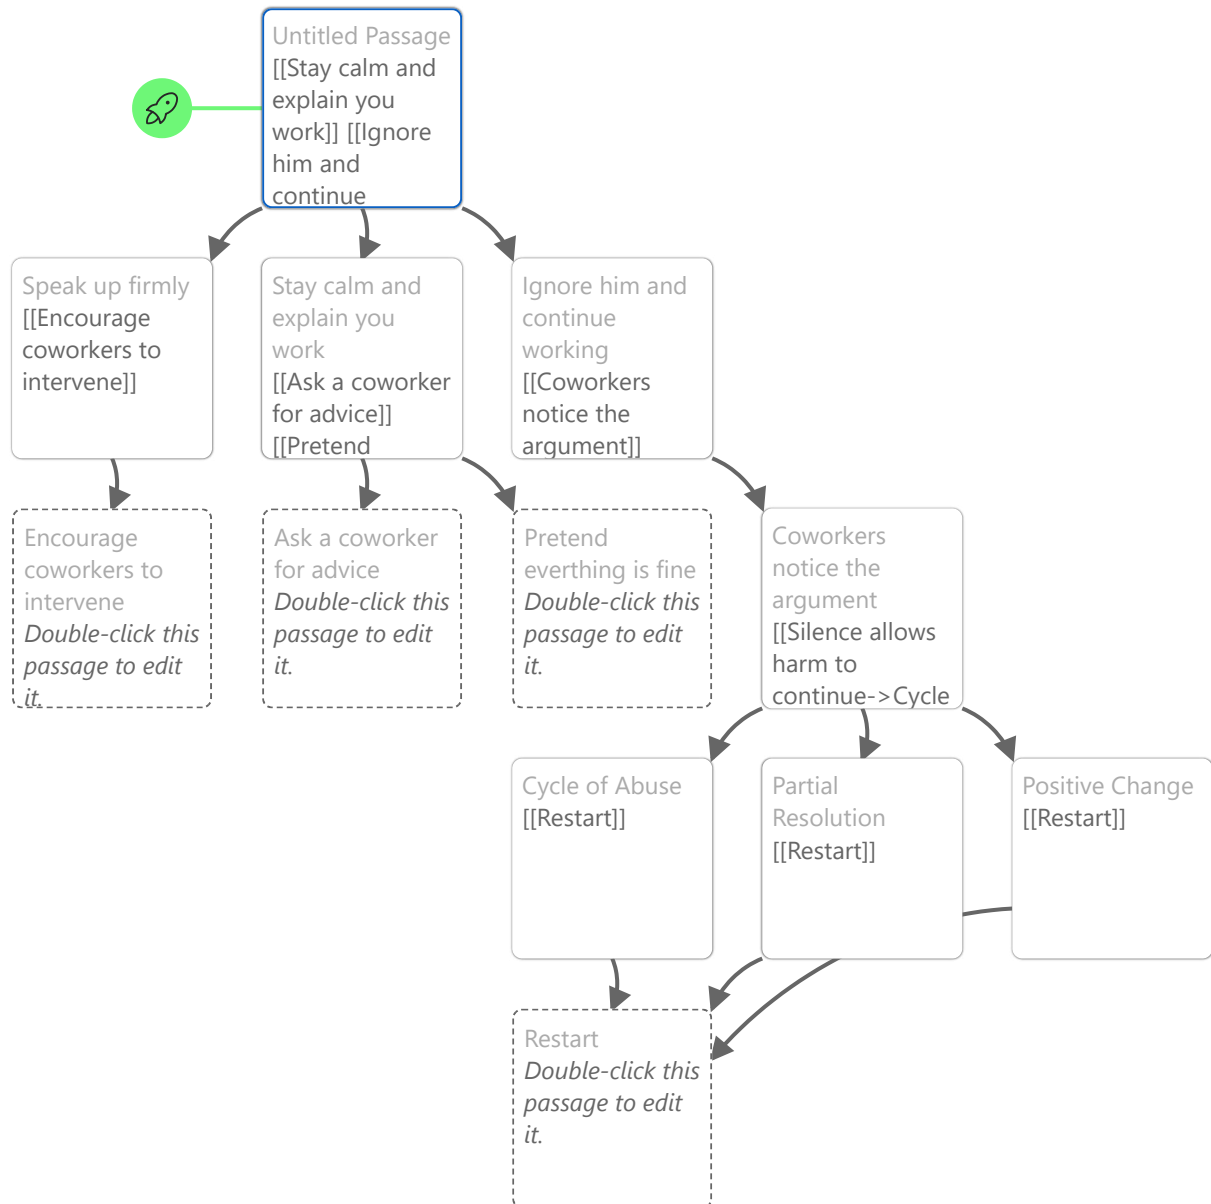 Untitled Passage
[[Stay calm and
explain you
work]] [[Ignore
him and
continue
Speak up firmly
[[Encourage
coworkers to
intervene]]
Stay calm and
explain you
work
[[Ask a coworker
for advice]]
[[Pretend
Ignore him and
continue
working
[[Coworkers
notice the
argument]]
Encourage
coworkers to
intervene
Double-click this
passage to edit
it.
Ask a coworker
for advice
Double-click this
passage to edit
it.
Pretend
everthing is fine
Double-click this
passage to edit
it.
Coworkers
notice the
argument
[[Silence allows
harm to
continue->Cycle
Cycle of Abuse
[[Restart]]
Partial
Resolution
[[Restart]]
Positive Change
[[Restart]]
Restart
Double-click this
passage to edit
it.